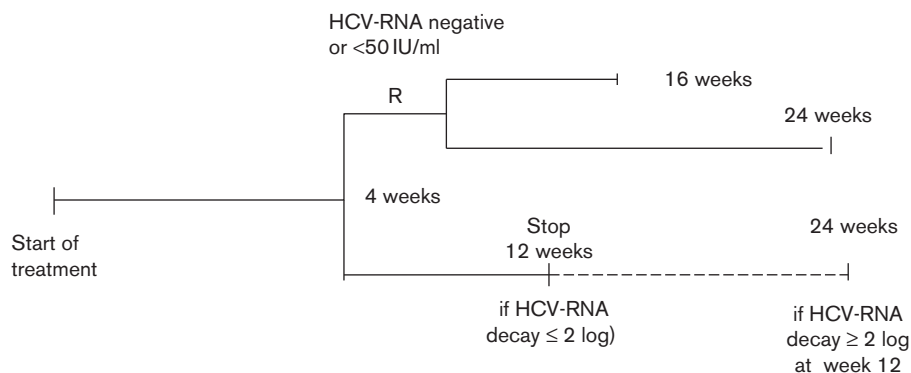 HCV-RNA negative
or <50 IU/ml
R
16 weeks
24 weeks
4 weeks
Start of
treatment
Stop
12 weeks
24 weeks
if HCV-RNA
decay ≤ 2 log)
if HCV-RNA
decay ≥ 2 log
at week 12